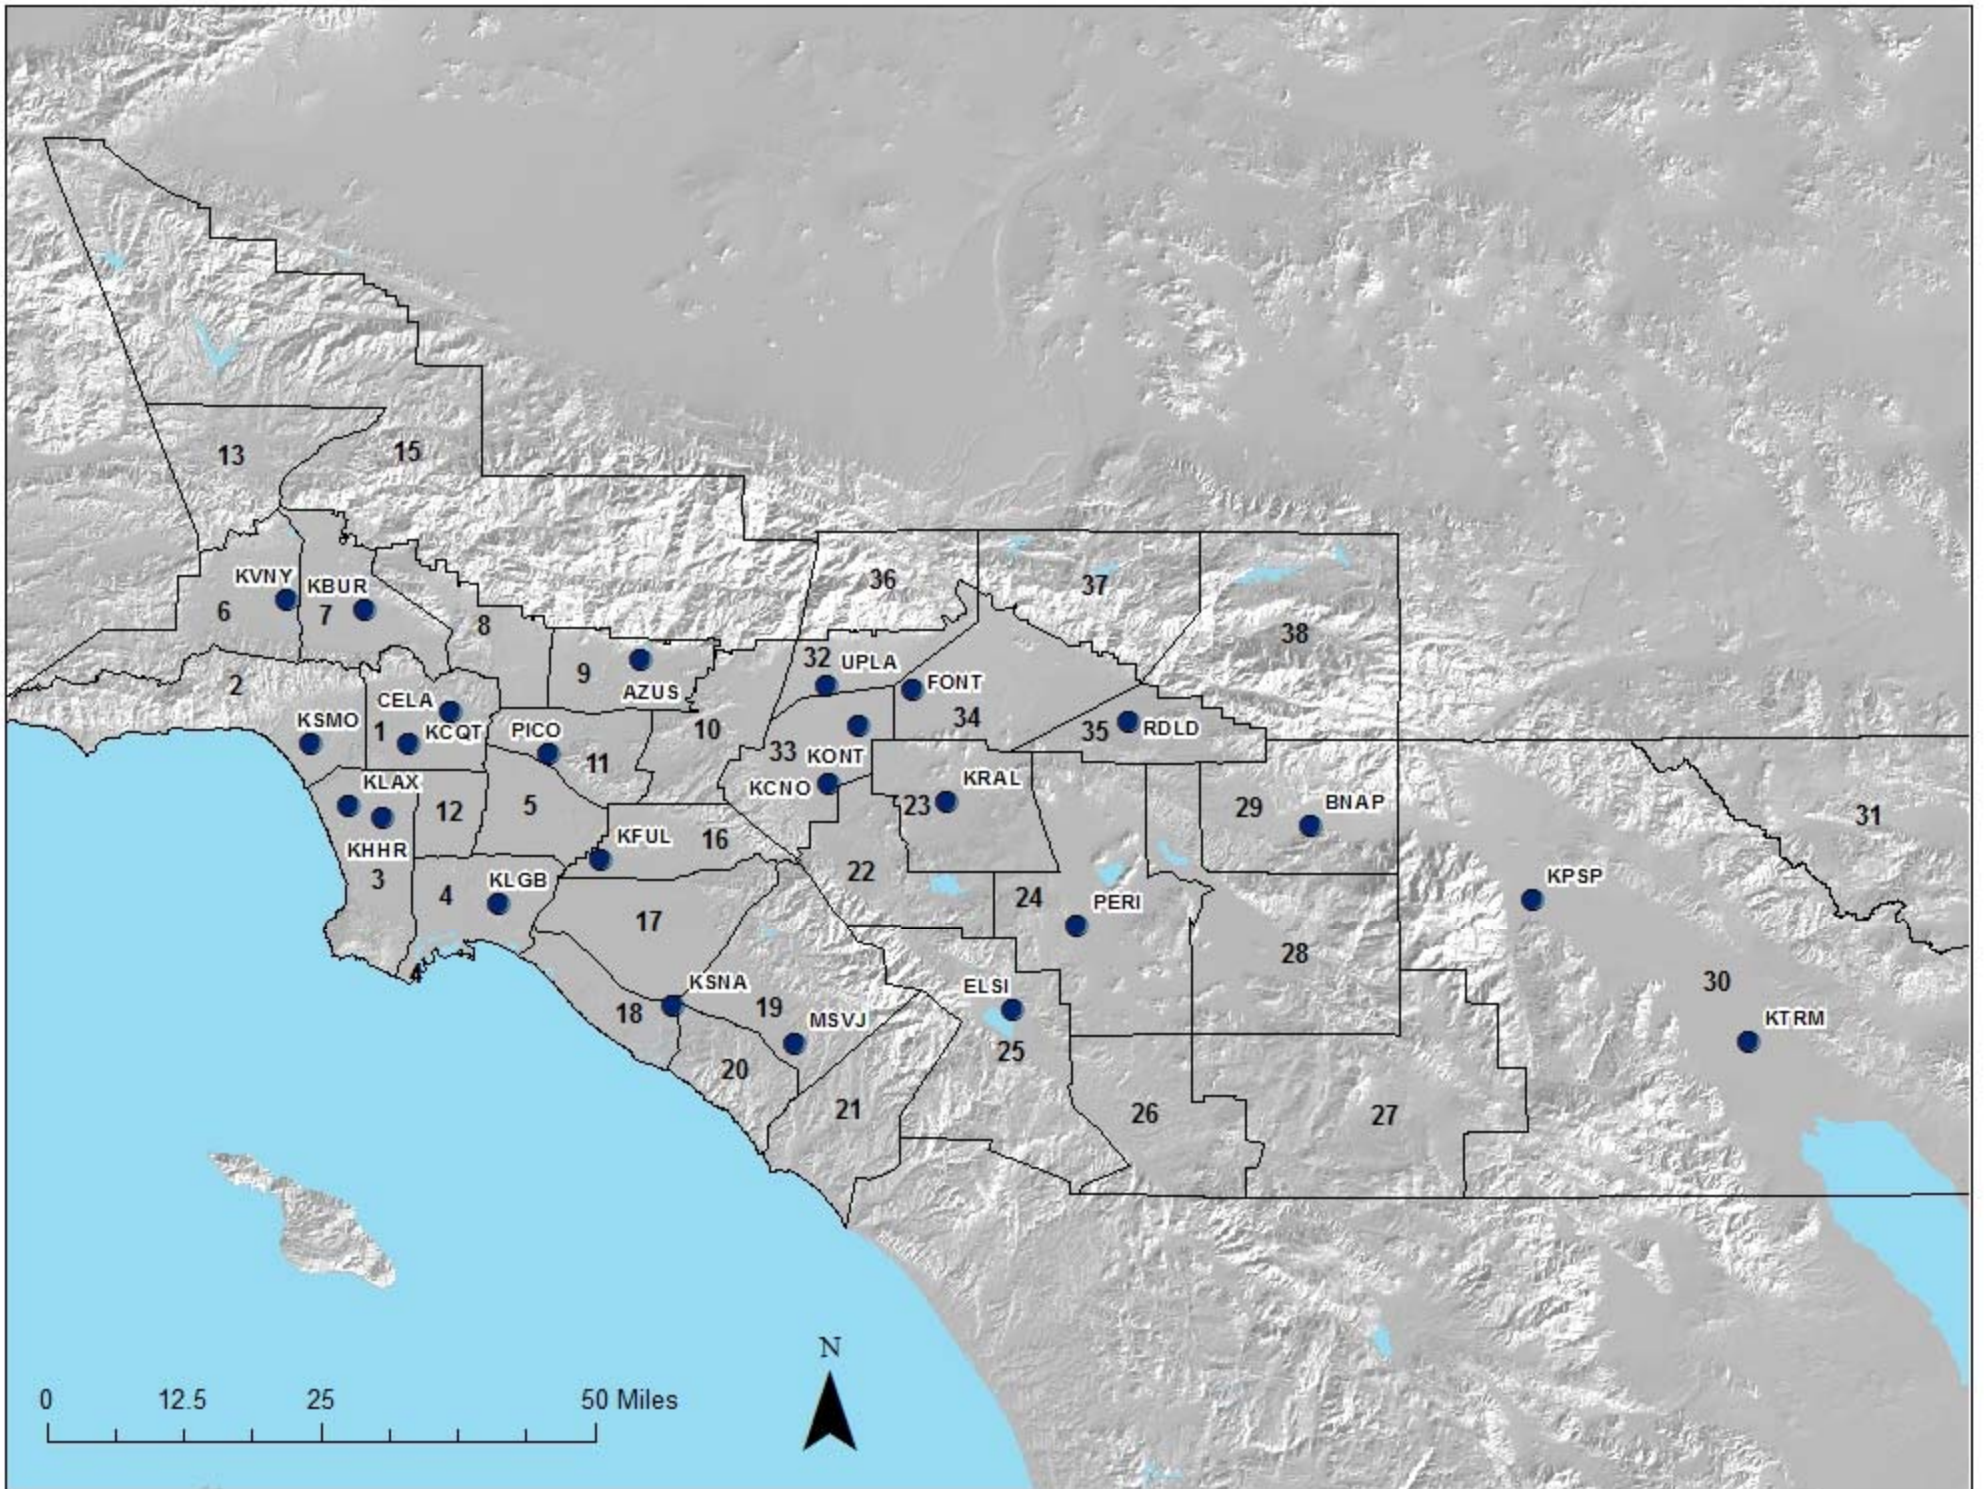 13
15
36
37
KVNY
KBUR
6
7
8
38
9
AZUS
32
UPLA
FONT
2
CELA
KSMO
1
KCQT
PICO
10
34
35
RDLD
11
33
KONT
KCNO
KLAX
12
5
23
KRAL
29
BNAP
31
KHHR
KFUL
16
3
4
KLGB
22
24
PERI
KPSP
17
28
4
KSNA
ELSI
30
18
19
MSVJ
KTRM
25
20
21
26
27
N
0 12.5 25 50 Miles